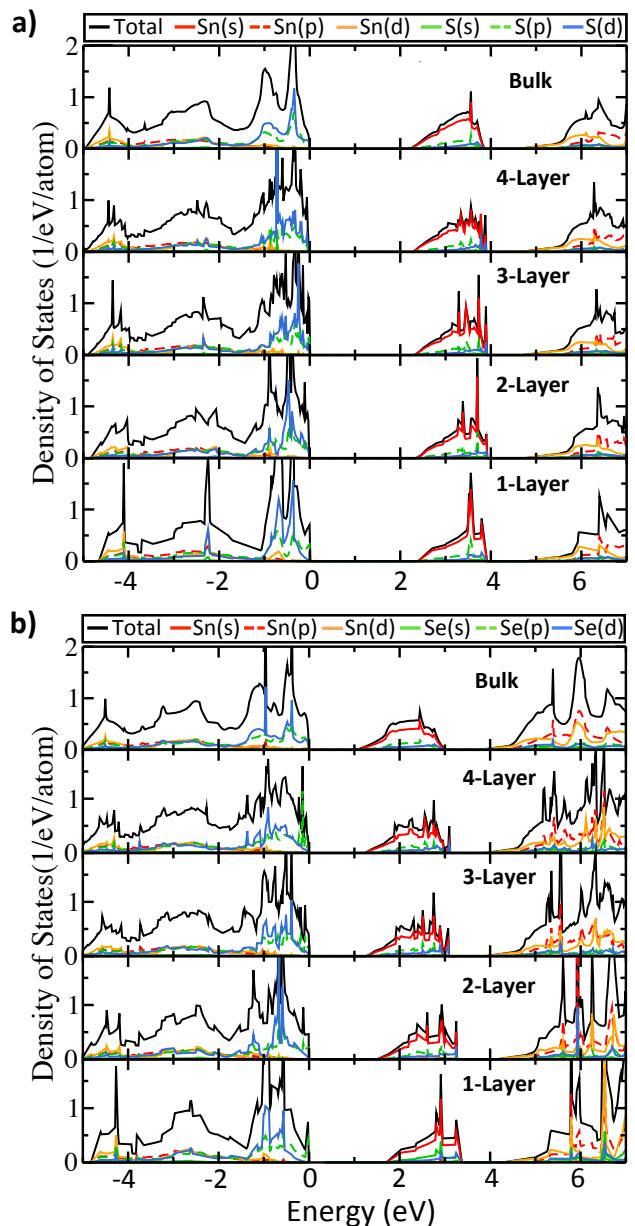 a)
Total Sn(s) Sn(p) Sn(d) S(s) S(p) S(d)
2
Bulk
1
0
4-Layer
1
0
3-Layer
1
0
2-Layer
1
0
1-Layer
1
0
-4 -2 0 2 4 6
Density of States (1/eV/atom)
b)
Total Sn(s) Sn(p) Sn(d) Se(s) Se(p) Se(d)
2
Bulk
1
0
4-Layer
1
0
3-Layer
1
0
2-Layer
1
0
1-Layer
1
0
-4 -2 0 2 4 6
Density of States(1/eV/atom)
Energy (eV)